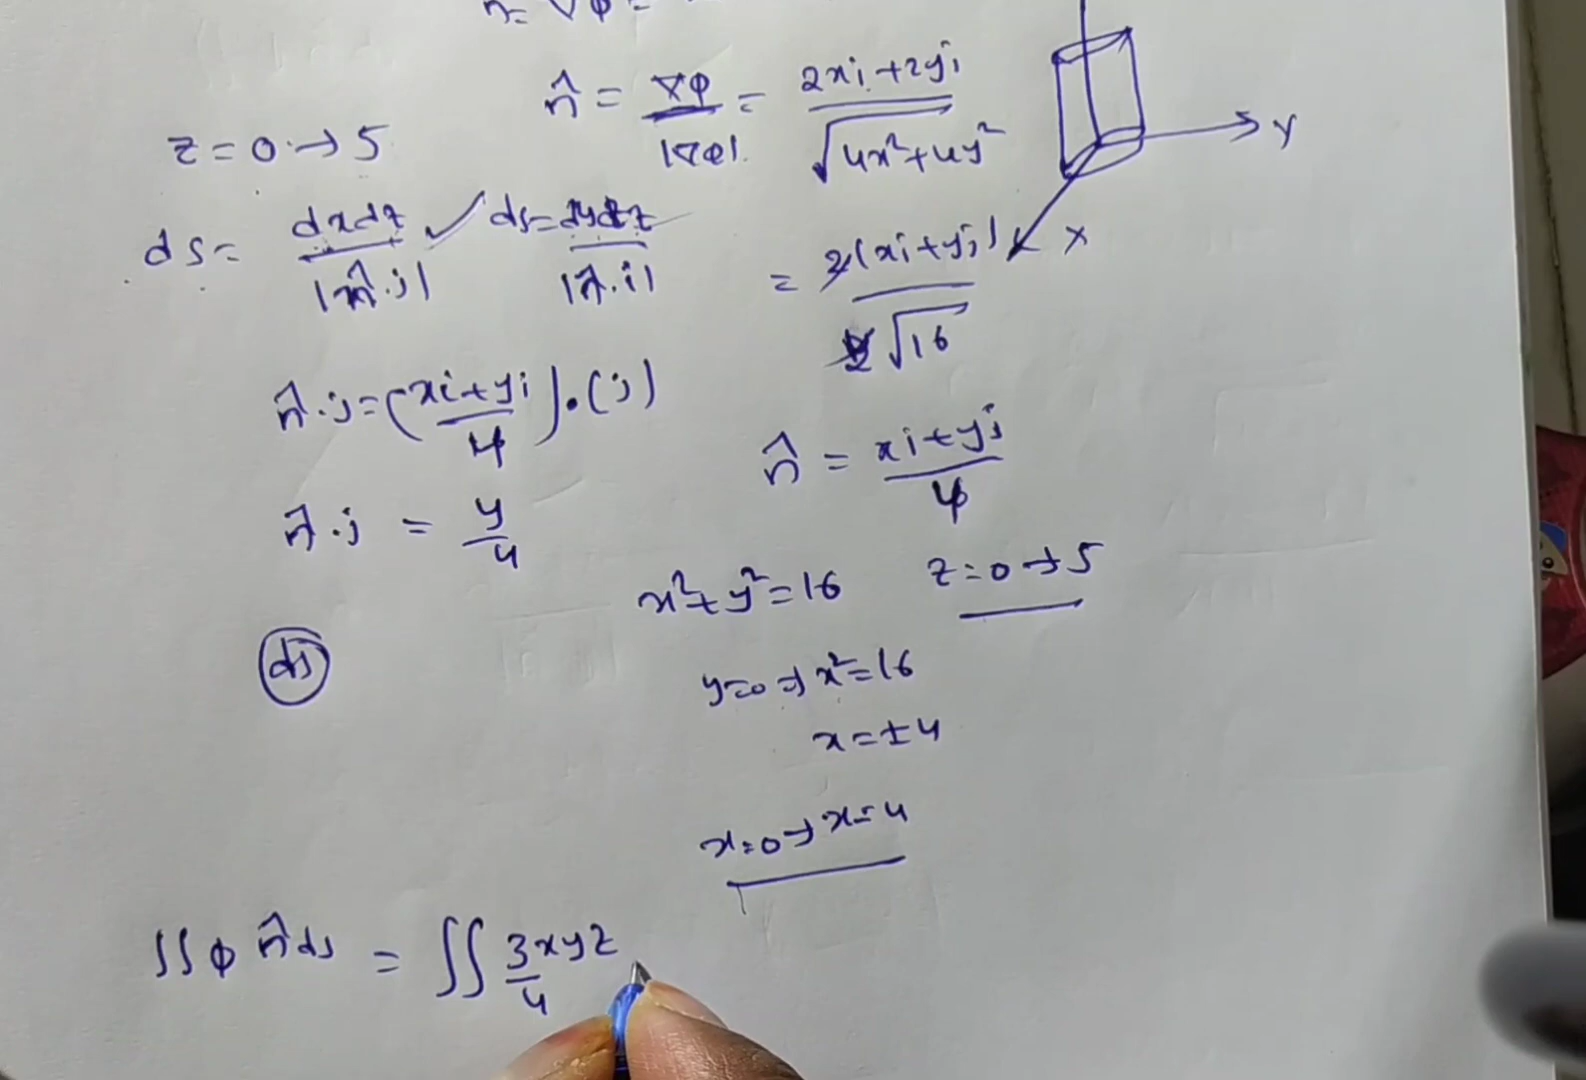 n̂ = ∇φ / |∇φ| = 2xi + 2yj / √4x² + 4y²
z = 0 → 5
Y
ds = dxdz / |n̂.j| ✓ ds = dydz / |n̂.i|
X
= 2(xi + yj) / 2√16
n̂.j = (xi + yj / 4).(j)
n̂ = xi + yj / 4
n̂.j = y / 4
x² + y² = 16 z = 0 → 5
ds
y = 0 ⇒ x² = 16
x = ± 4
x = 0 → x = 4
∫∫ φ n̂ ds = ∫∫ 3/4 xyz